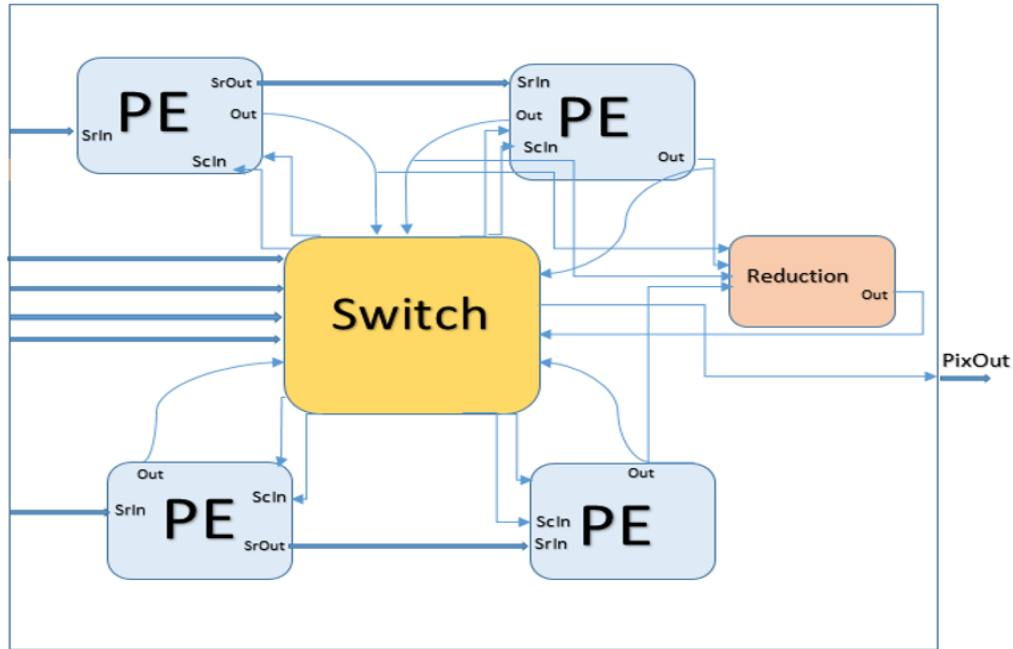 SrOut
PE
Out
SrIn
ScIn
SrIn
Out
PE
ScIn
Out
Reduction
Out
Switch
PixOut
Out
SrIn
PE
ScIn
SrOut
Out
ScIn
PE
SrIn